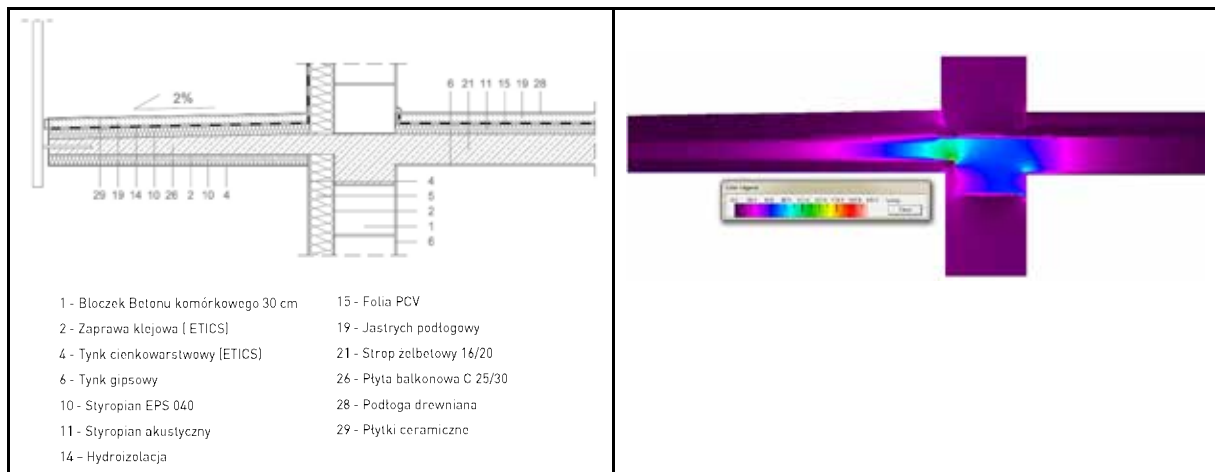 2%
6 21 11 15 19 28
29 19 14 10 26 2 10 4
4
5
2
1
6
1 - Bloczek Betonu komórkowego 30 cm
2 - Zaprawa klejowa ( ETICS)
4 - Tynk cienkowarstwowy (ETICS)
6 - Tynk gipsowy
10 - Styropian EPS 040
11 - Styropian akustyczny
14 – Hydroizolacja
15 - Folia PCV
19 - Jastrych podłogowy
21 - Strop żelbetowy 16/20
26 - Płyta balkonowa C 25/30
28 - Podłoga drewniana
29 - Płytki ceramiczne